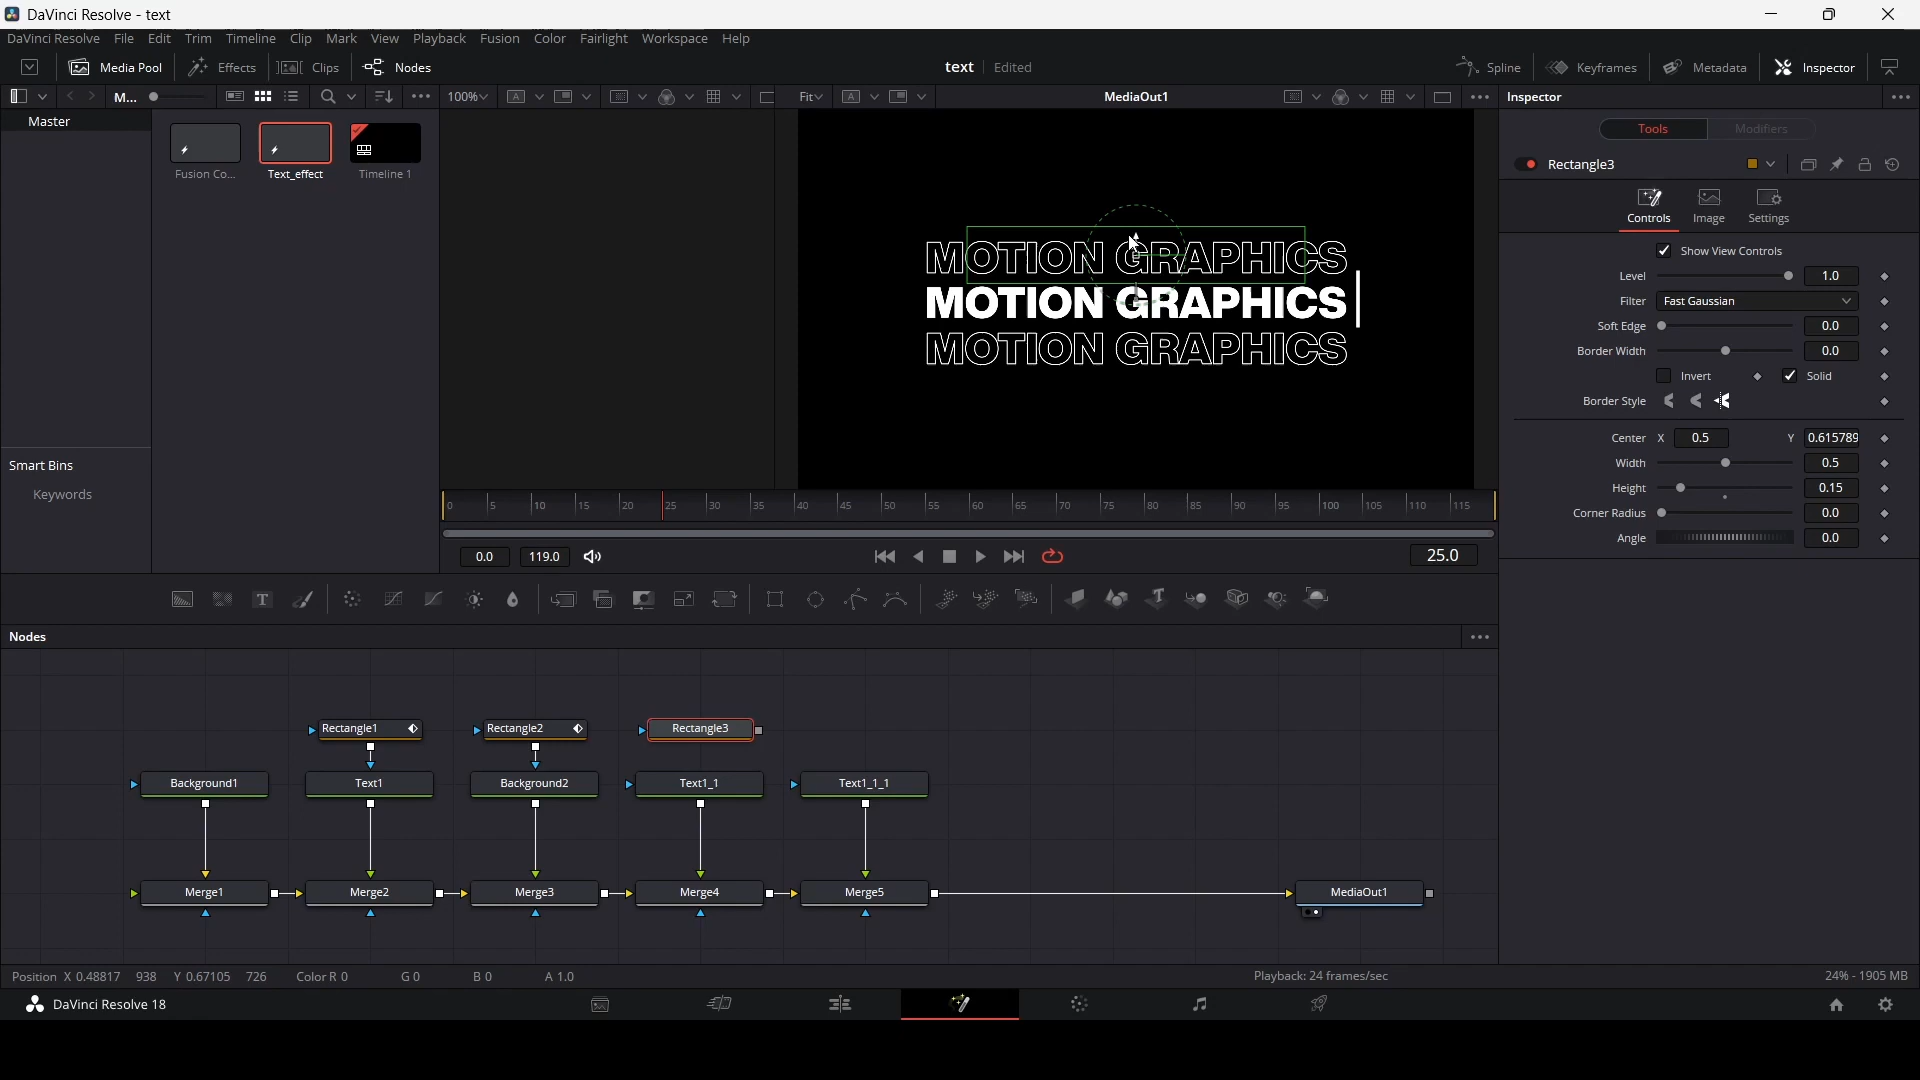 DaVinci Resolve - text
DaVinci Resolve File Edit Trim Timeline Clip Mark View Playback Fusion Color Fairlight Workspace Help
Media Pool Effects Clips Nodes text Edited Spline Keyframes Metadata Inspector
M... 100% Fit MediaOut1 Inspector
Master
Tools Modifiers
Fusion Co... Text_effect Timeline 1
Rectangle3
Controls Image Settings
Show View Controls
Level 1.0
Filter Fast Gaussian
Soft Edge 0.0
Border Width 0.0
Invert Solid
Border Style
Center X 0.5 Y 0.615789
Width 0.5
Height 0.15
Corner Radius 0.0
Angle 0.0
MOTION GRAPHICS
MOTION GRAPHICS
MOTION GRAPHICS
Smart Bins
Keywords
0 5 10 15 20 25 30 35 40 45 50 55 60 65 70 75 80 85 90 95 100 105 110 115
0.0 119.0 25.0
Nodes
Rectangle1 Rectangle2 Rectangle3
Background1 Text1 Background2 Text1_1 Text1_1_1
Merge1 Merge2 Merge3 Merge4 Merge5 MediaOut1
Position X 0.48817 938 Y 0.67105 726 Color R 0 G 0 B 0 A 1.0 Playback: 24 frames/sec 24% - 1905 MB
DaVinci Resolve 18